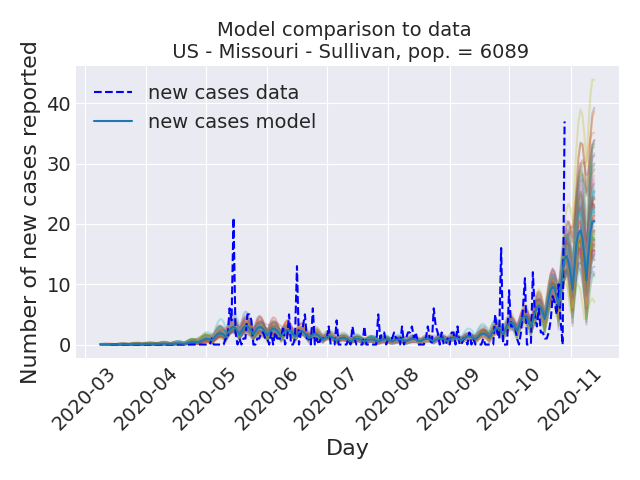 Model comparison to data
US - Missouri - Sullivan, pop. = 6089
new cases data
new cases model
Number of new cases reported
40
30
20
10
0
2020-03
2020-04
2020-05
2020-06
2020-07
2020-08
2020-09
2020-10
2020-11
Day